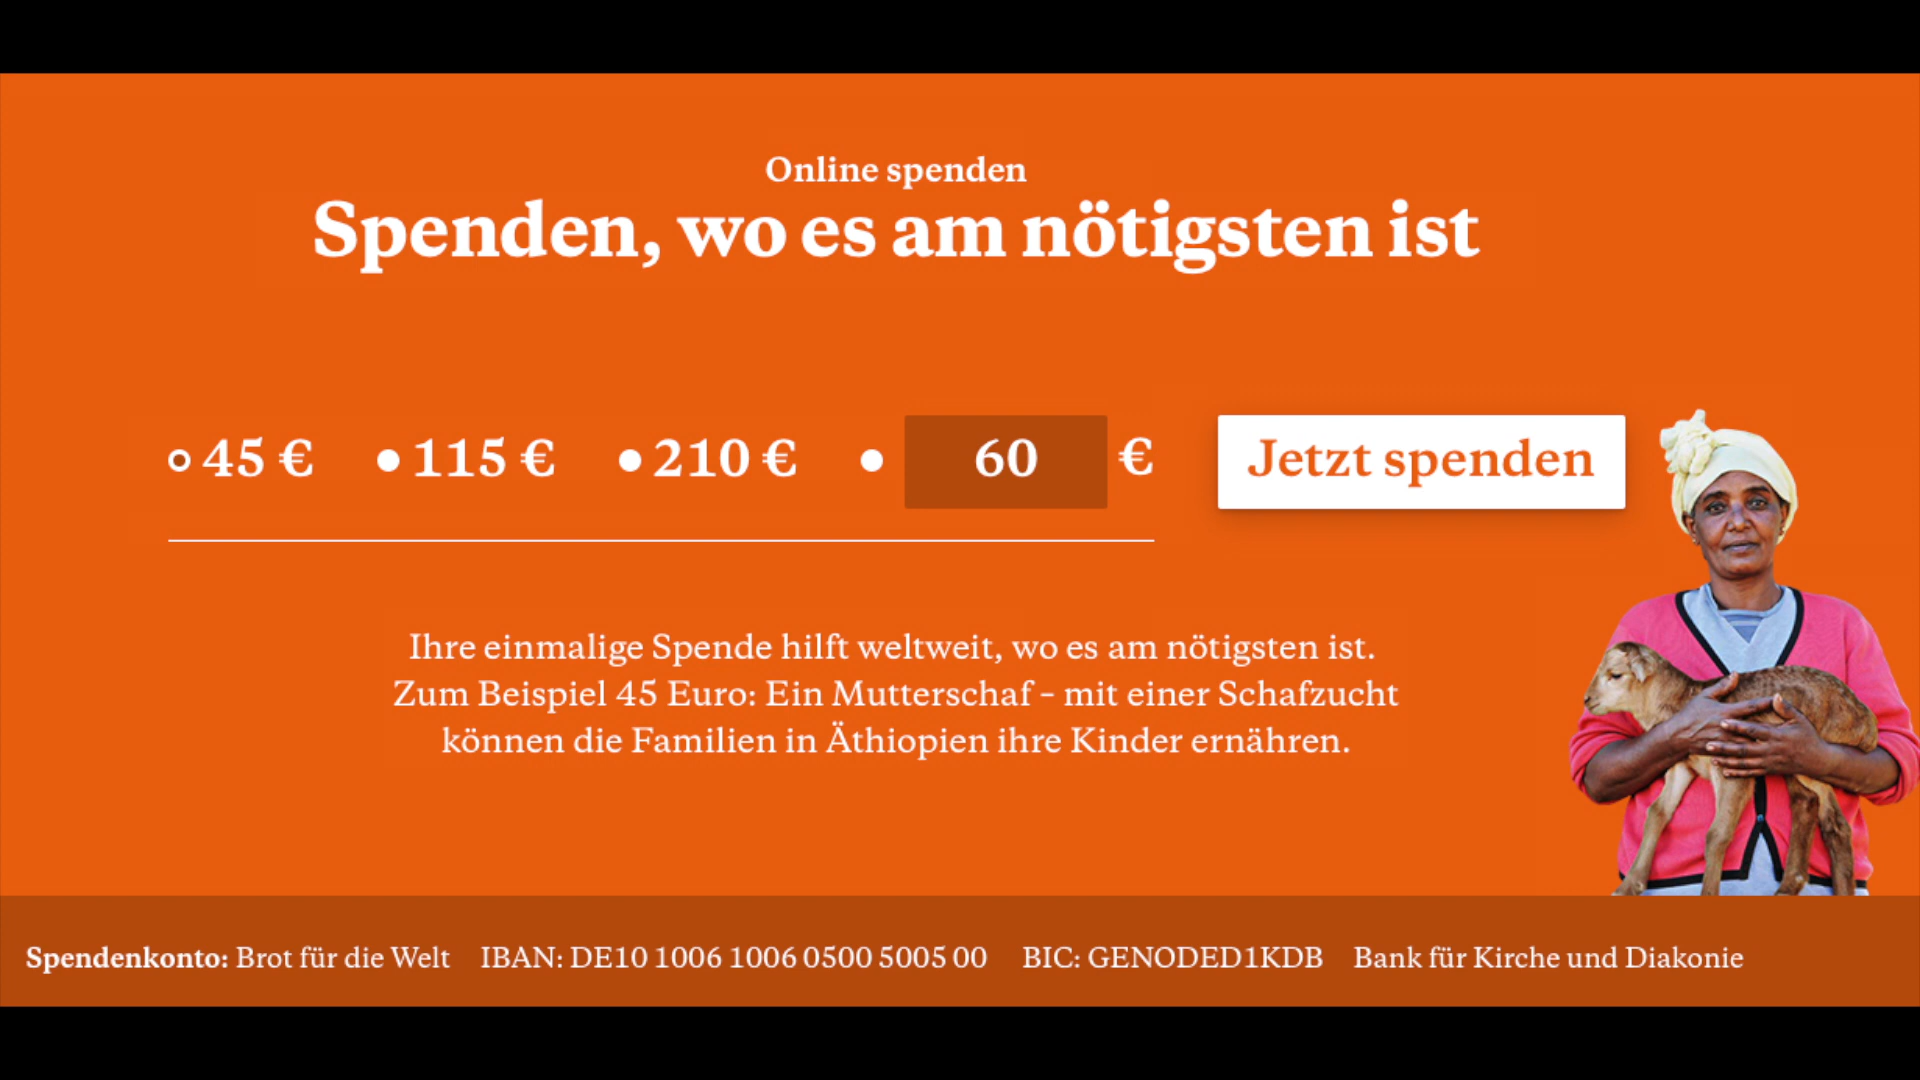 Online spenden
Spenden, wo es am nötigsten ist
45 € 115 € 210 € 60 € Jetzt spenden
Ihre einmalige Spende hilft weltweit, wo es am nötigsten ist.
Zum Beispiel 45 Euro: Ein Mutterschaf – mit einer Schafzucht
können die Familien in Äthiopien ihre Kinder ernähren.
Spendenkonto: Brot für die Welt IBAN: DE10 1006 1006 0500 5005 00 BIC: GENODED1KDB Bank für Kirche und Diakonie